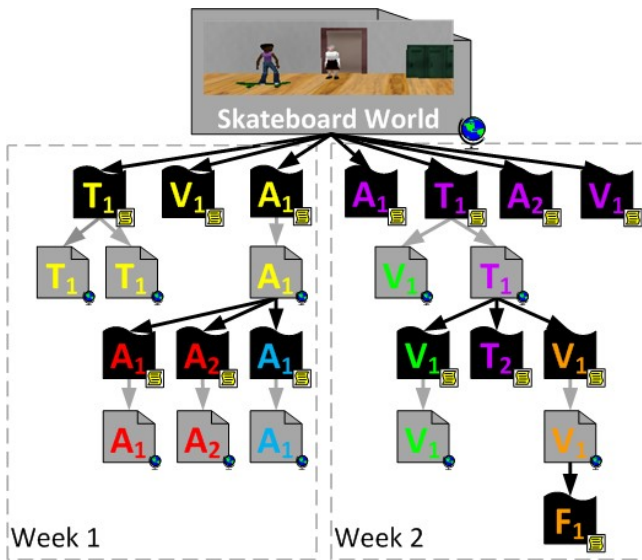 Skateboard World
T₁ V₁ A₁ A₁ T₁ A₂ V₁
T₁ T₁ A₁ V₁ T₁
A₁ A₂ A₁ V₁ T₂ V₁
A₁ A₂ A₁ V₁ V₁
F₁
Week 1 Week 2